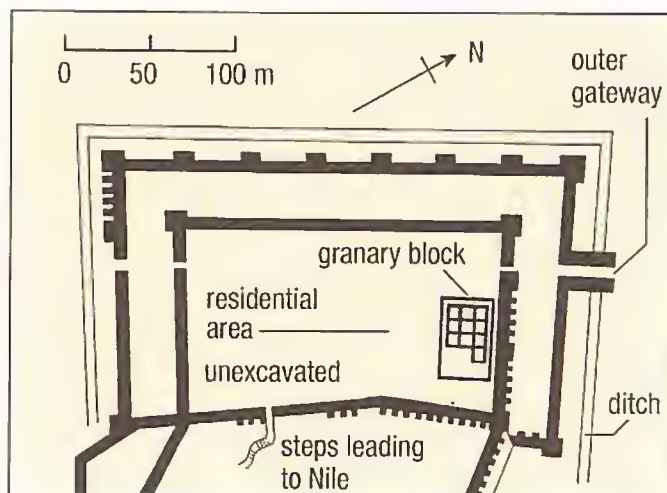 0 50 100 m
N
outer
gateway
granary block
residential
area
unexcavated
ditch
steps leading
to Nile